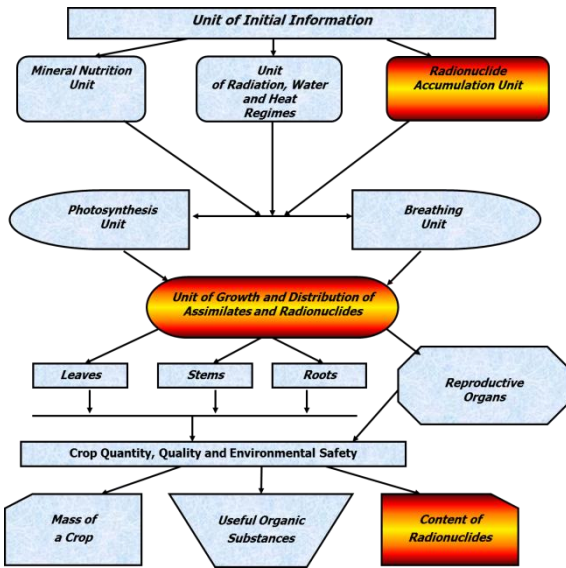 Unit of Initial Information
Mineral Nutrition
Unit
Unit
of Radiation, Water
and Heat
Regimes
Radionuclide
Accumulation Unit
Photosynthesis
Unit
Breathing
Unit
Unit of Growth and Distribution of
Assimilates and Radionuclides
Leaves
Stems
Roots
Reproductive
Organs
Crop Quantity, Quality and Environmental Safety
Mass of
a Crop
Useful Organic
Substances
Content of
Radionuclides